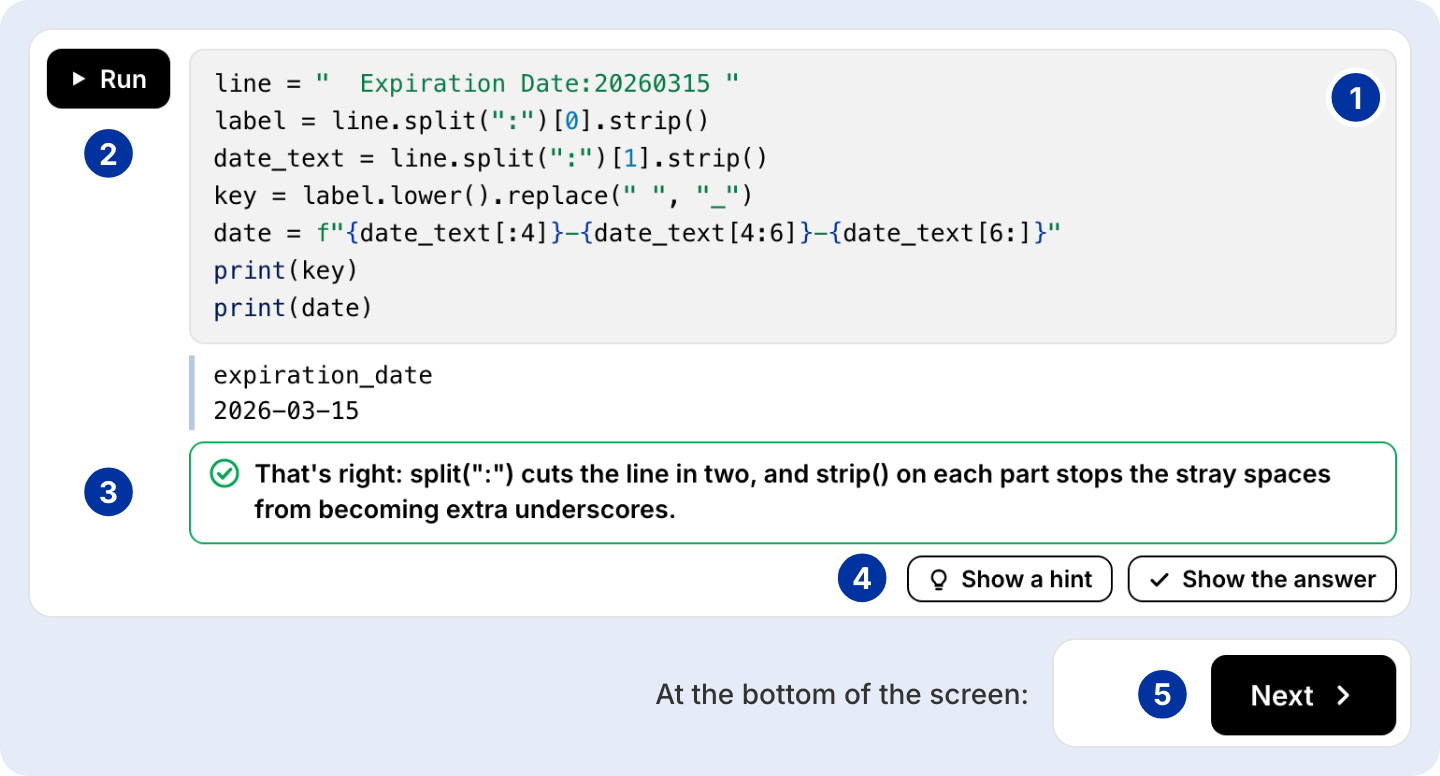 Run
line = "  Expiration Date:20260315 "
label = line.split(":")[0].strip()
date_text = line.split(":")[1].strip()
key = label.lower().replace(" ", "_")
date = f"{date_text[:4]}-{date_text[4:6]}-{date_text[6:]}"
print(key)
print(date)
1
2
expiration_date
2026-03-15
3
That's right: split(":") cuts the line in two, and strip() on each part stops the stray spaces
from becoming extra underscores.
4
Show a hint
Show the answer
At the bottom of the screen:
5
Next